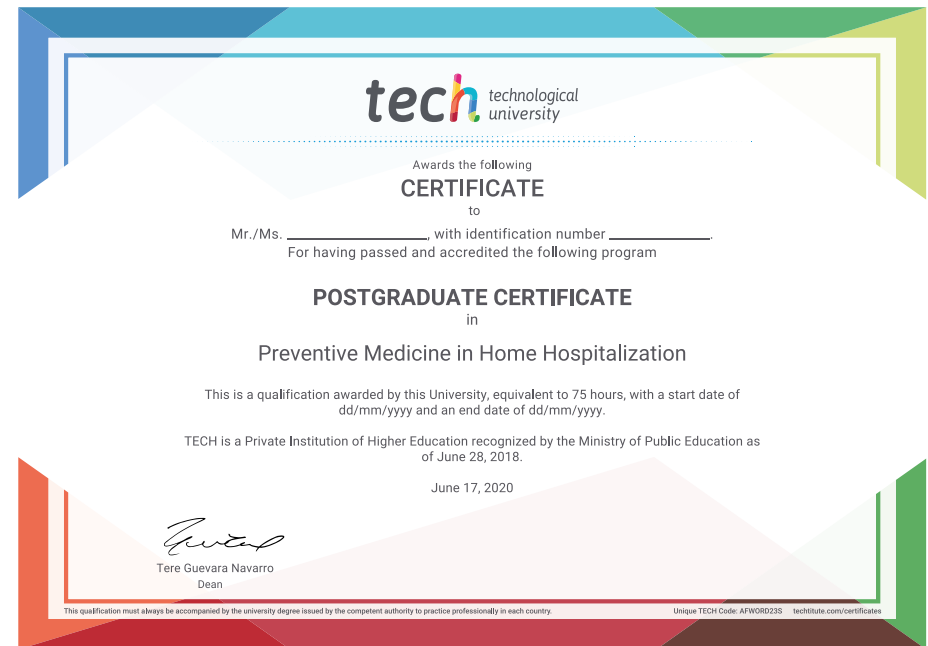 tech technological
university
Awards the following
CERTIFICATE
to
Mr./Ms. ____________________, with identification number ______________.
For having passed and accredited the following program
POSTGRADUATE CERTIFICATE
in
Preventive Medicine in Home Hospitalization
This is a qualification awarded by this University, equivalent to 75 hours, with a start date of
dd/mm/yyyy and an end date of dd/mm/yyyy.
TECH is a Private Institution of Higher Education recognized by the Ministry of Public Education as
of June 28, 2018.
June 17, 2020
Tere Guevara Navarro
Dean
This qualification must always be accompanied by the university degree issued by the competent authority to practice professionally in each country.
Unique TECH Code: AFWORD23S techtitute.com/certificates